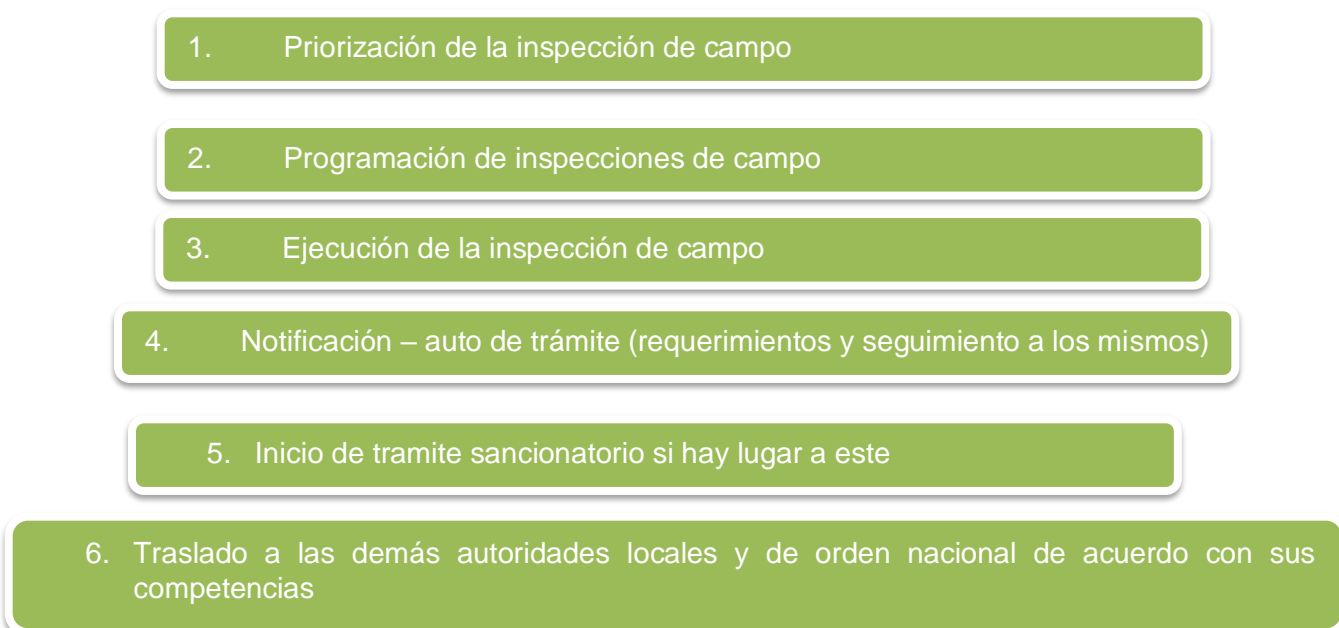 1. Priorización de la inspección de campo
2. Programación de inspecciones de campo
3. Ejecución de la inspección de campo
4. Notificación – auto de trámite (requerimientos y seguimiento a los mismos)
5. Inicio de tramite sancionatorio si hay lugar a este
6. Traslado a las demás autoridades locales y de orden nacional de acuerdo con sus
competencias